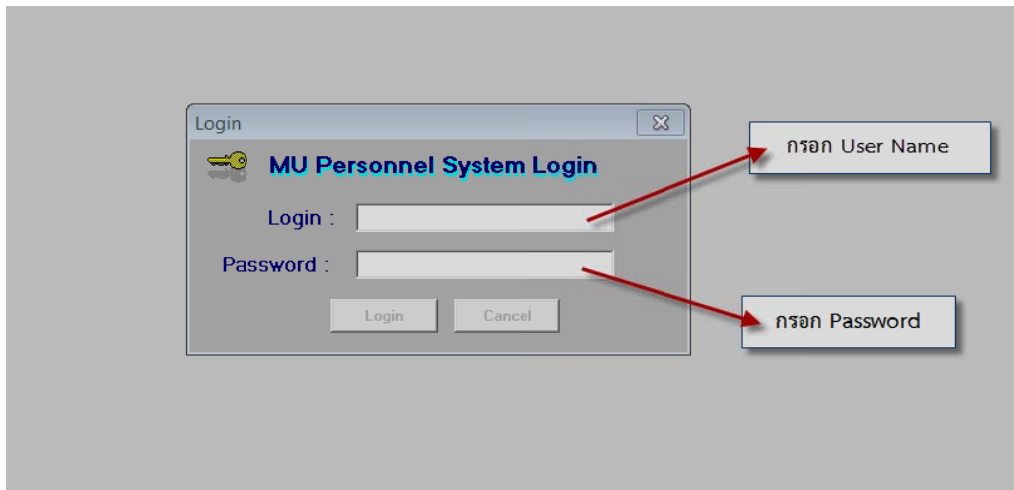 Login
MU Personnel System Login
Login :
Password :
Login
Cancel
กรอก User Name
กรอก Password